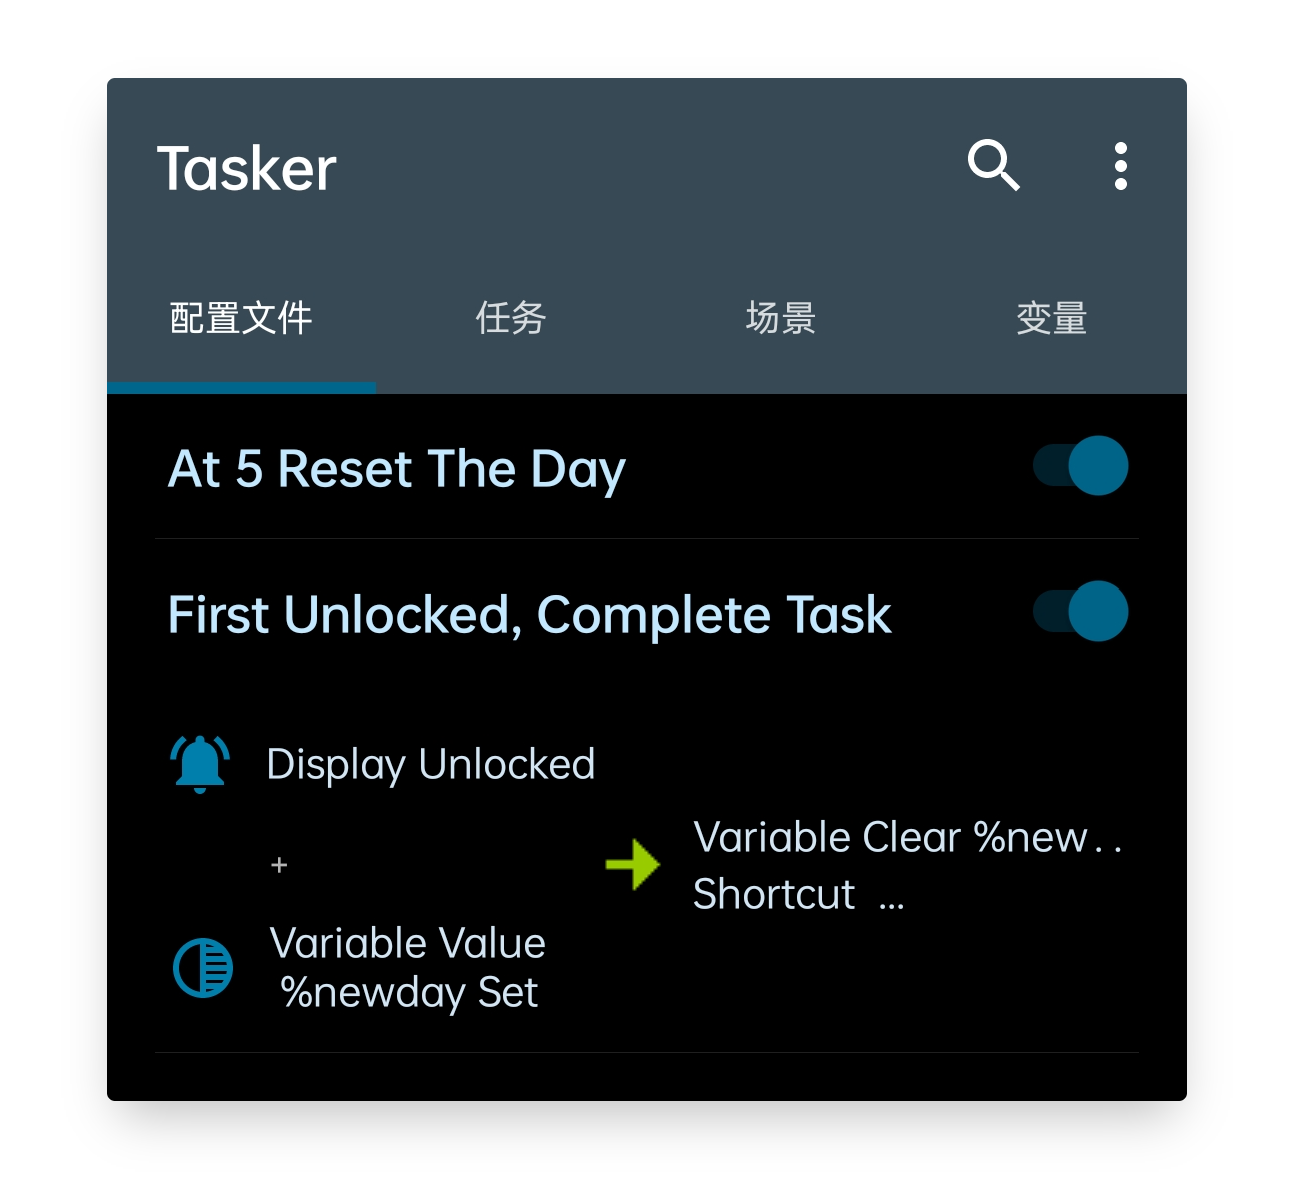 Tasker
配置文件 任务 场景 变量
At 5 Reset The Day
First Unlocked, Complete Task
Display Unlocked
+
Variable Value
%newday Set
Variable Clear %new..
Shortcut ...